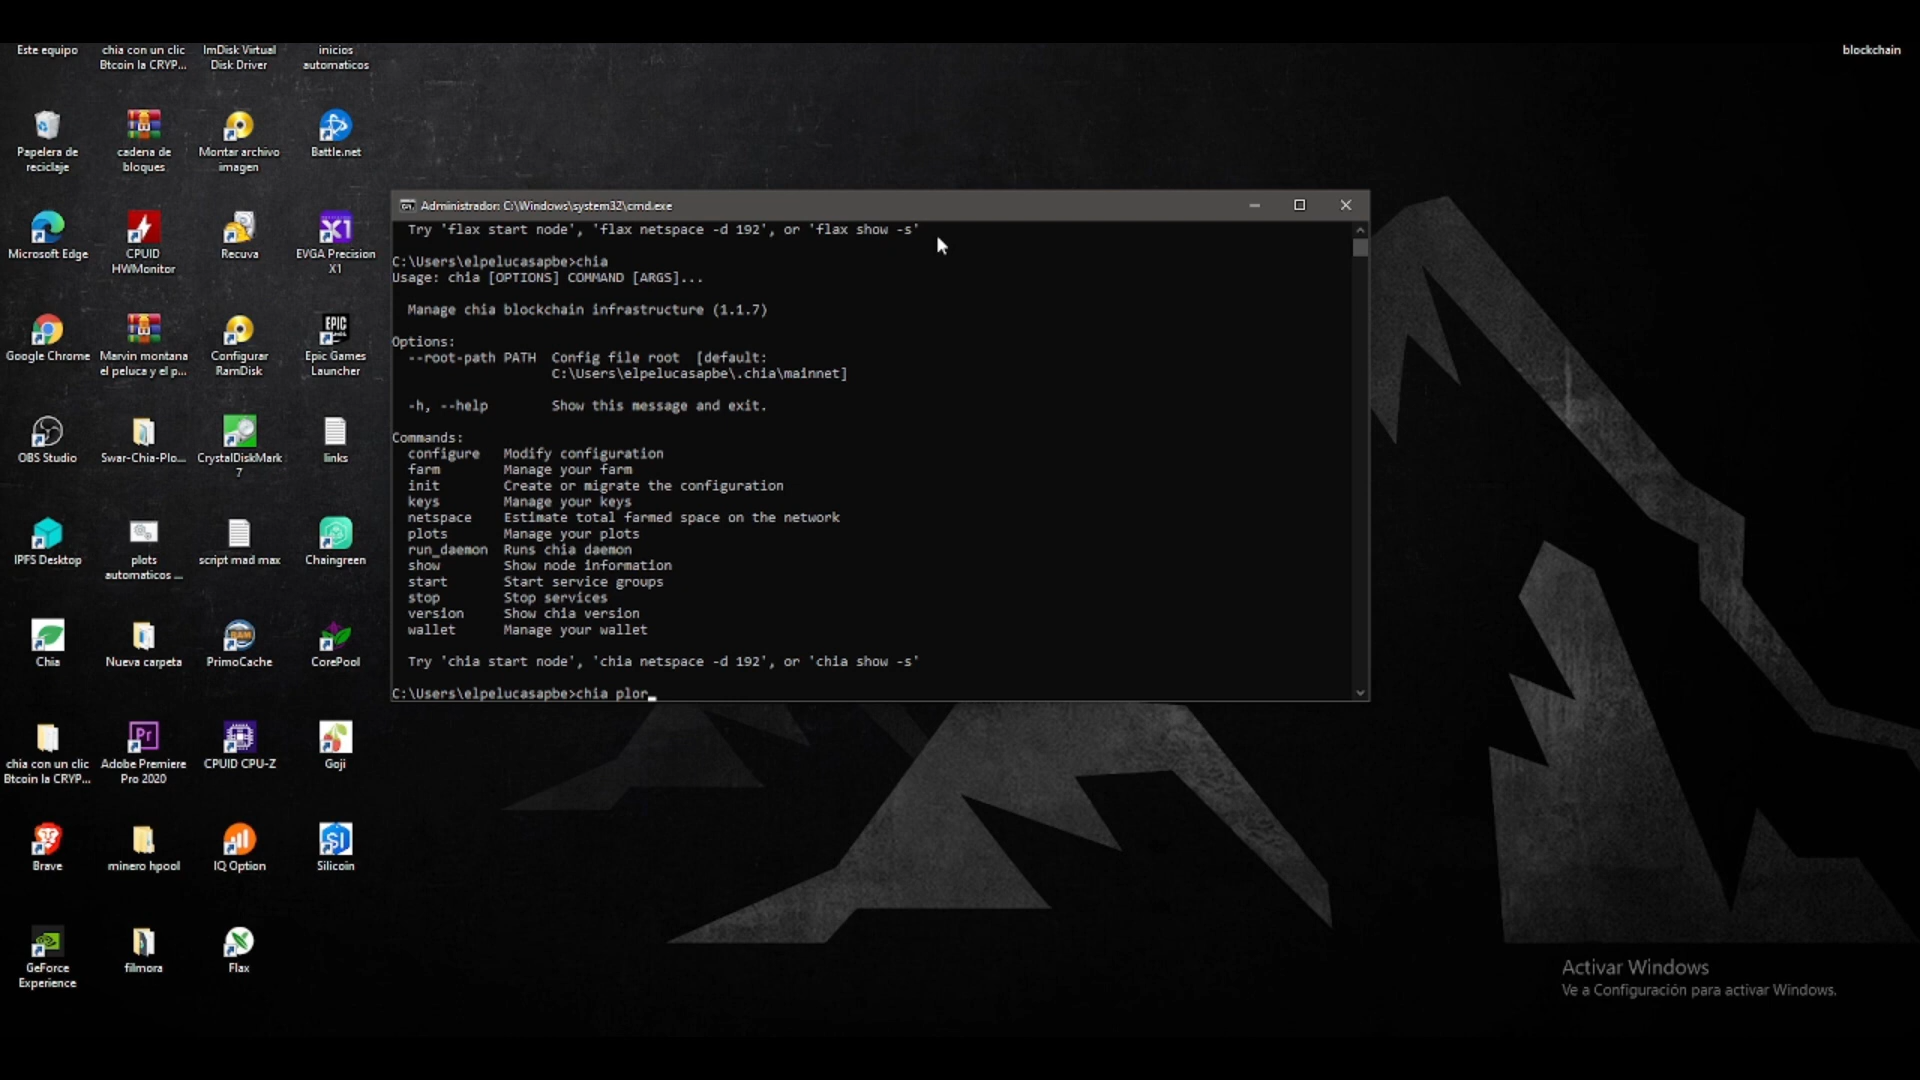 Este equipo
chia con un clic
Btcoin la CRYP...
ImDisk Virtual
Disk Driver
inicios
automaticos
blockchain
Papelera de
reciclaje
cadena de
bloques
Montar archivo
imagen
Battle.net
Microsoft Edge
CPUID
HWMonitor
Recuva
EVGA Precision
X1
Google Chrome
Marvin montana
el peluca y el p...
Configurar
RamDisk
Epic Games
Launcher
OBS Studio
Swar-Chia-Plo...
CrystalDiskMark
7
links
IPFS Desktop
plots
automaticos ...
script mad max
Chaingreen
Chia
Nueva carpeta
PrimoCache
CorePool
chia con un clic
Btcoin la CRYP...
Adobe Premiere
Pro 2020
CPUID CPU-Z
Goji
Brave
minero hpool
IQ Option
Silicoin
GeForce
Experience
filmora
Flax
Administrador: C:\Windows\system32\cmd.exe
Try 'flax start node', 'flax netspace -d 192', or 'flax show -s'
C:\Users\elpelucasapbe>chia
Usage: chia [OPTIONS] COMMAND [ARGS]...
Manage chia blockchain infrastructure (1.1.7)
Options:
--root-path PATH  Config file root  [default:
C:\Users\elpelucasapbe\.chia\mainnet]
-h, --help        Show this message and exit.
Commands:
configure   Modify configuration
farm        Manage your farm
init        Create or migrate the configuration
keys        Manage your keys
netspace    Estimate total farmed space on the network
plots       Manage your plots
run_daemon  Runs chia daemon
show        Show node information
start       Start service groups
stop        Stop services
version     Show chia version
wallet      Manage your wallet
Try 'chia start node', 'chia netspace -d 192', or 'chia show -s'
C:\Users\elpelucasapbe>chia plor_
Activar Windows
Ve a Configuración para activar Windows.